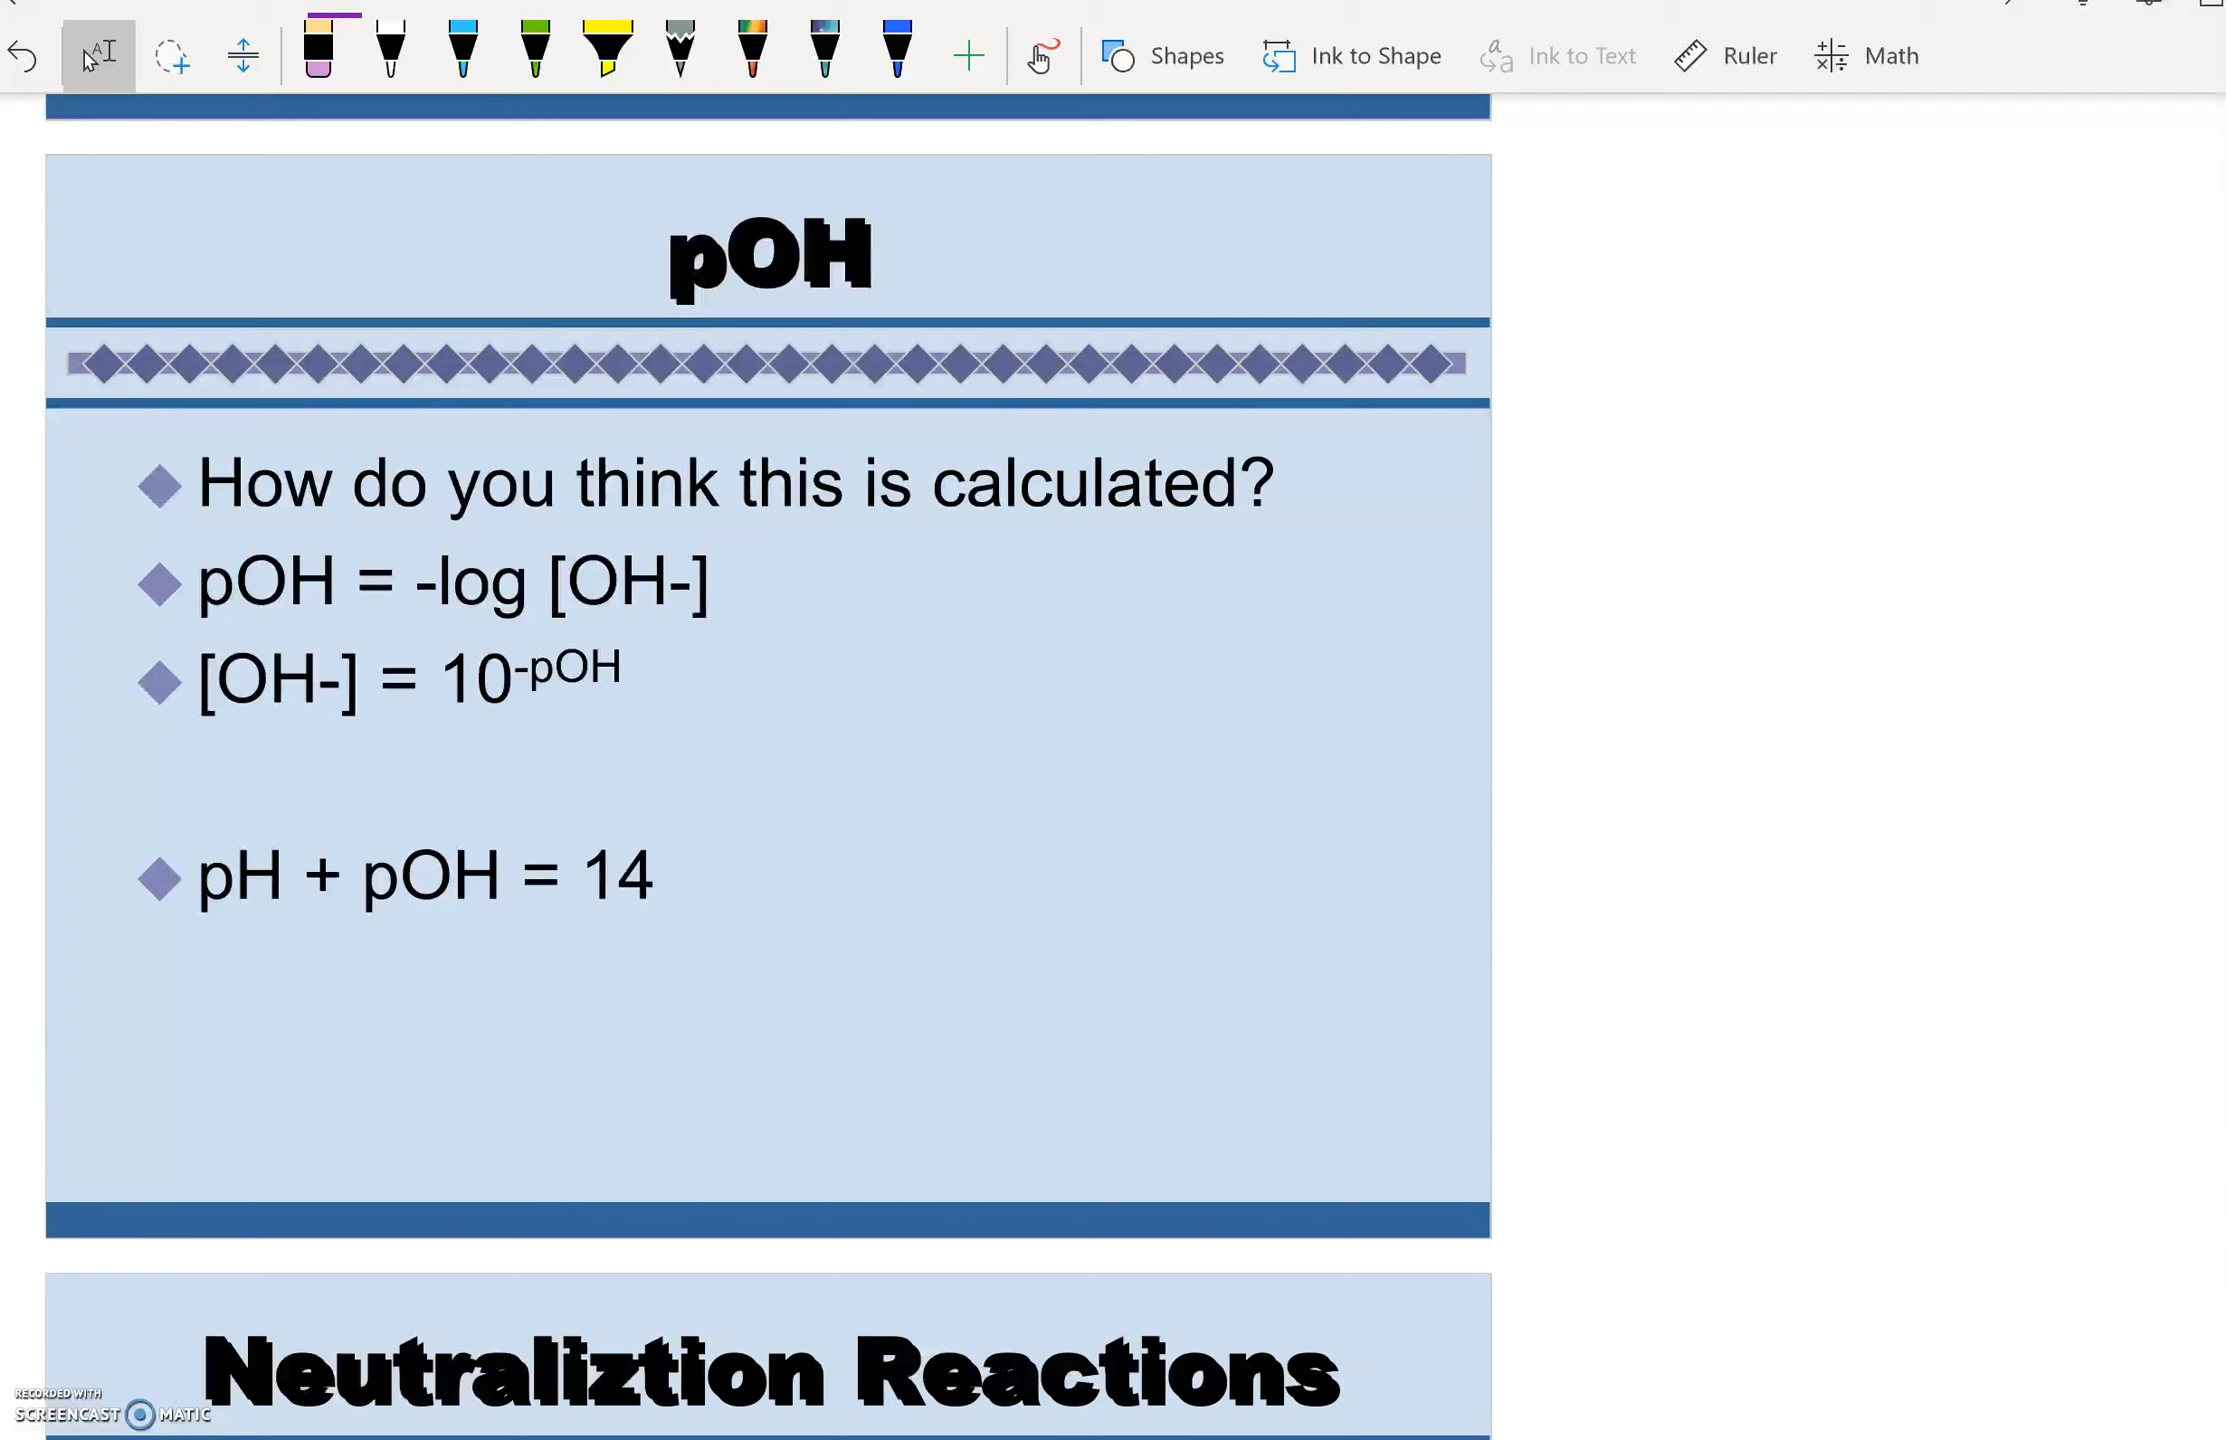 Shapes
Ink to Shape
Ink to Text
Ruler
Math
pOH
How do you think this is calculated?
pOH = -log [OH-]
[OH-] = 10^-pOH
pH + pOH = 14
Neutraliztion Reactions
RECORDED WITH
SCREENCAST MATIC